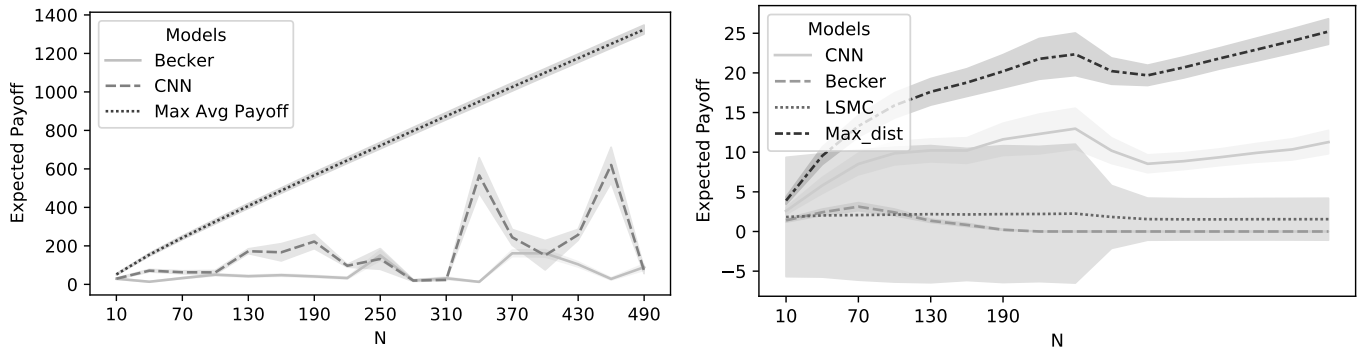 1400
1200
1000
800
600
400
200
0
Expected Payoff
Models
Becker
CNN
Max Avg Payoff
10 70 130 190 250 310 370 430 490
N
25
20
15
10
5
0
−5
Expected Payoff
Models
CNN
Becker
LSMC
Max_dist
10 70 130 190
N